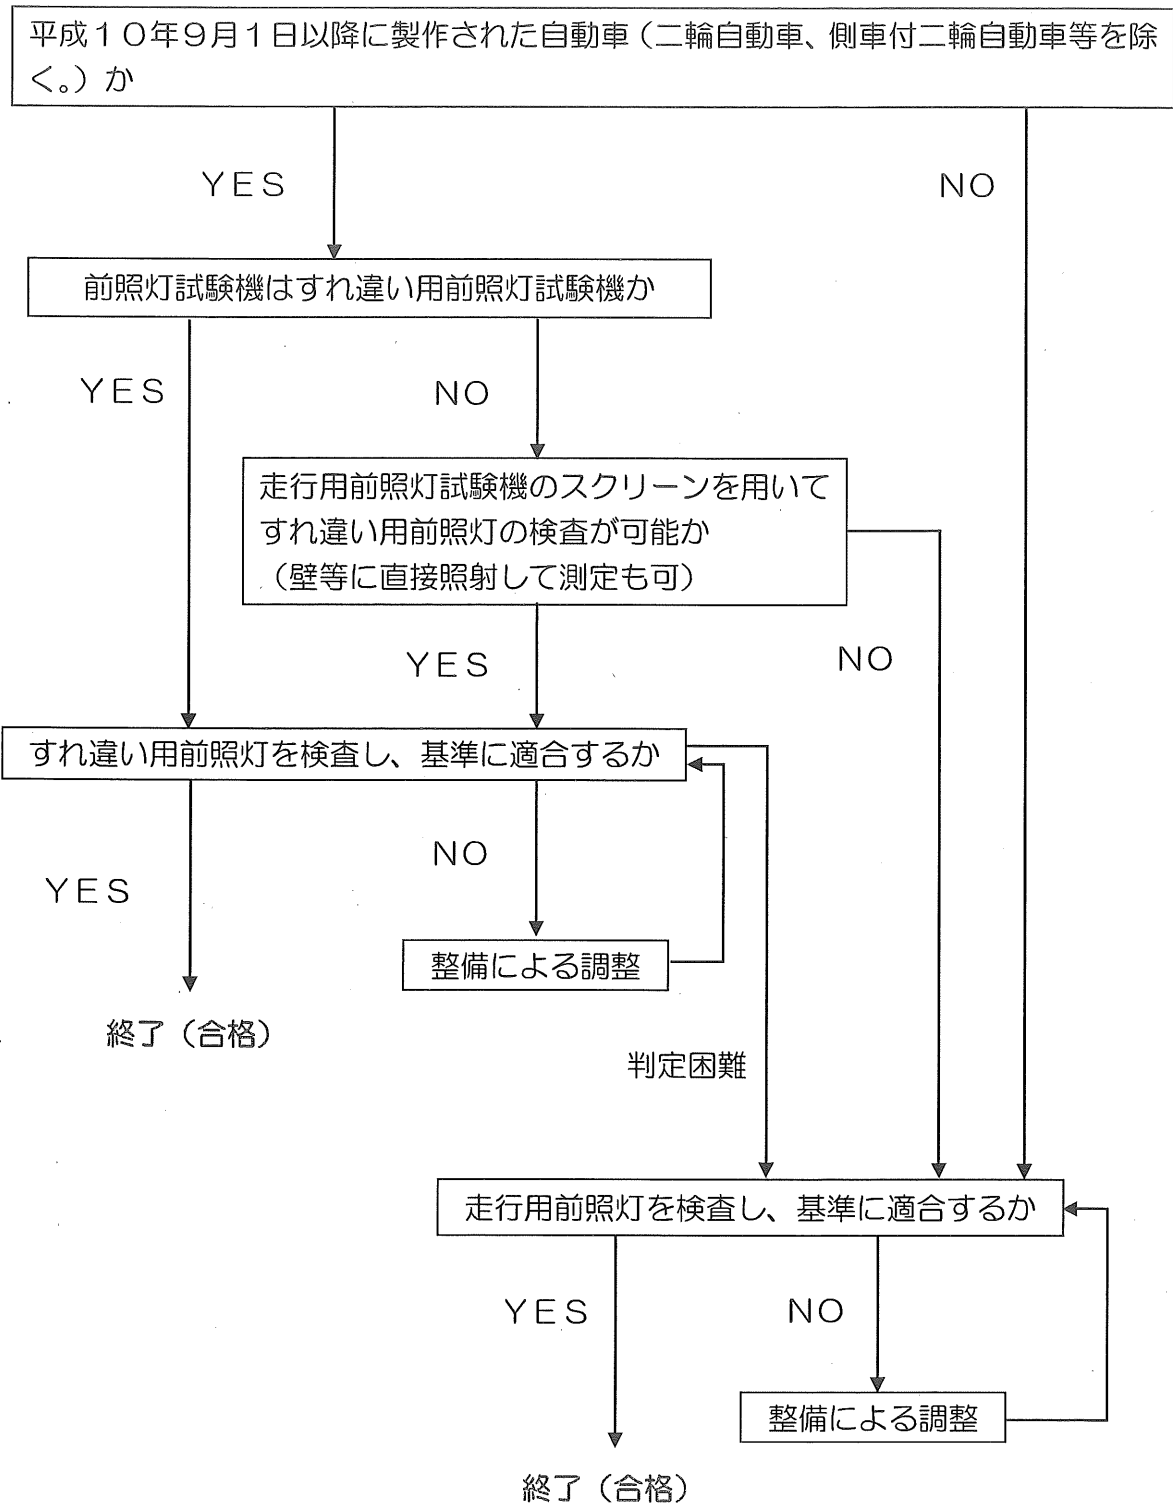 平成１０年９月１日以降に製作された自動車（二輪自動車、側車付二輪自動車等を除
く。）か
ＹＥＳ
ＮＯ
前照灯試験機はすれ違い用前照灯試験機か
ＹＥＳ
ＮＯ
走行用前照灯試験機のスクリーンを用いて
すれ違い用前照灯の検査が可能か
（壁等に直接照射して測定も可）
ＹＥＳ
ＮＯ
すれ違い用前照灯を検査し、基準に適合するか
ＹＥＳ
ＮＯ
整備による調整
終了（合格）
判定困難
走行用前照灯を検査し、基準に適合するか
ＹＥＳ
ＮＯ
整備による調整
終了（合格）